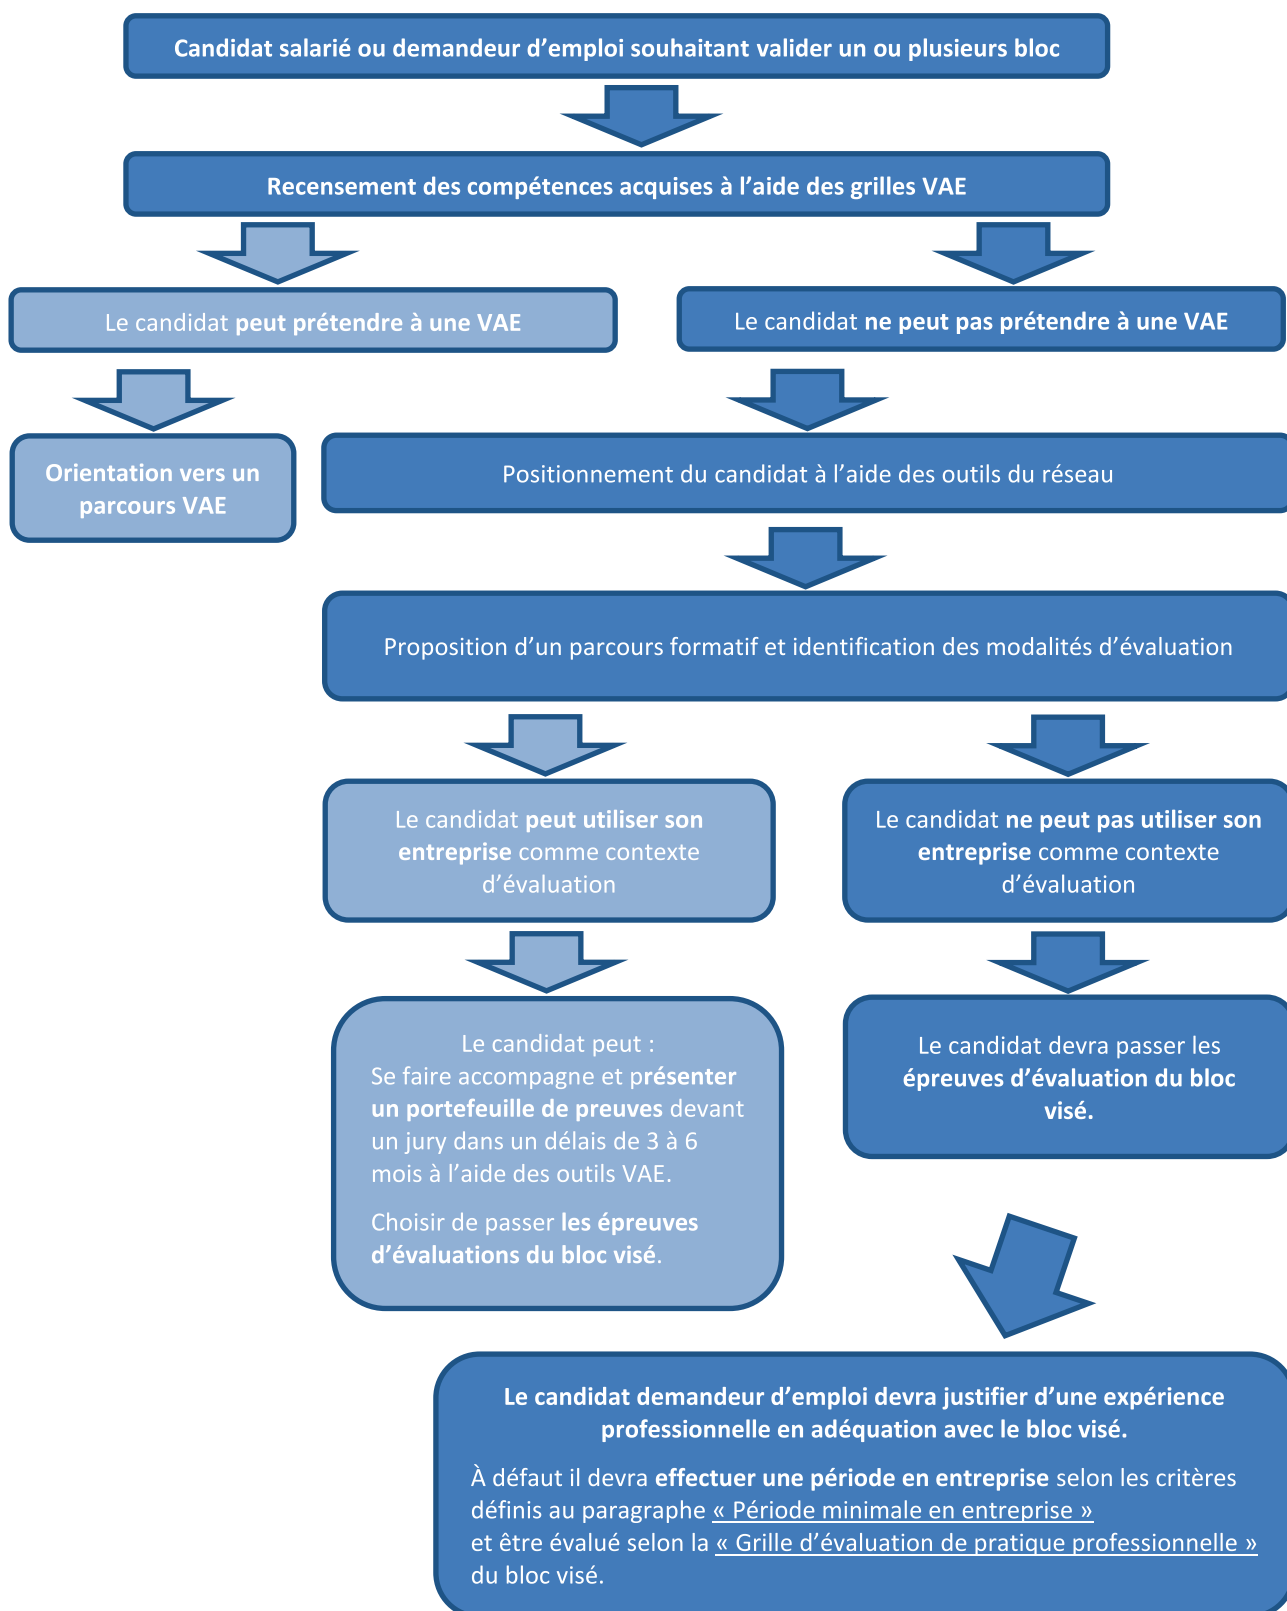 Candidat salarié ou demandeur d’emploi souhaitant valider un ou plusieurs bloc
Recensement des compétences acquises à l’aide des grilles VAE
Le candidat peut prétendre à une VAE
Le candidat ne peut pas prétendre à une VAE
Orientation vers un
parcours VAE
Positionnement du candidat à l’aide des outils du réseau
Proposition d’un parcours formatif et identification des modalités d’évaluation
Le candidat peut utiliser son
entreprise comme contexte
d’évaluation
Le candidat ne peut pas utiliser son
entreprise comme contexte
d’évaluation
Le candidat peut :
Se faire accompagne et présenter
un portefeuille de preuves devant
un jury dans un délais de 3 à 6
mois à l’aide des outils VAE.
Choisir de passer les épreuves
d’évaluations du bloc visé.
Le candidat devra passer les
épreuves d’évaluation du bloc
visé.
Le candidat demandeur d’emploi devra justifier d’une expérience
professionnelle en adéquation avec le bloc visé.
À défaut il devra effectuer une période en entreprise selon les critères
définis au paragraphe « Période minimale en entreprise »
et être évalué selon la « Grille d’évaluation de pratique professionnelle »
du bloc visé.